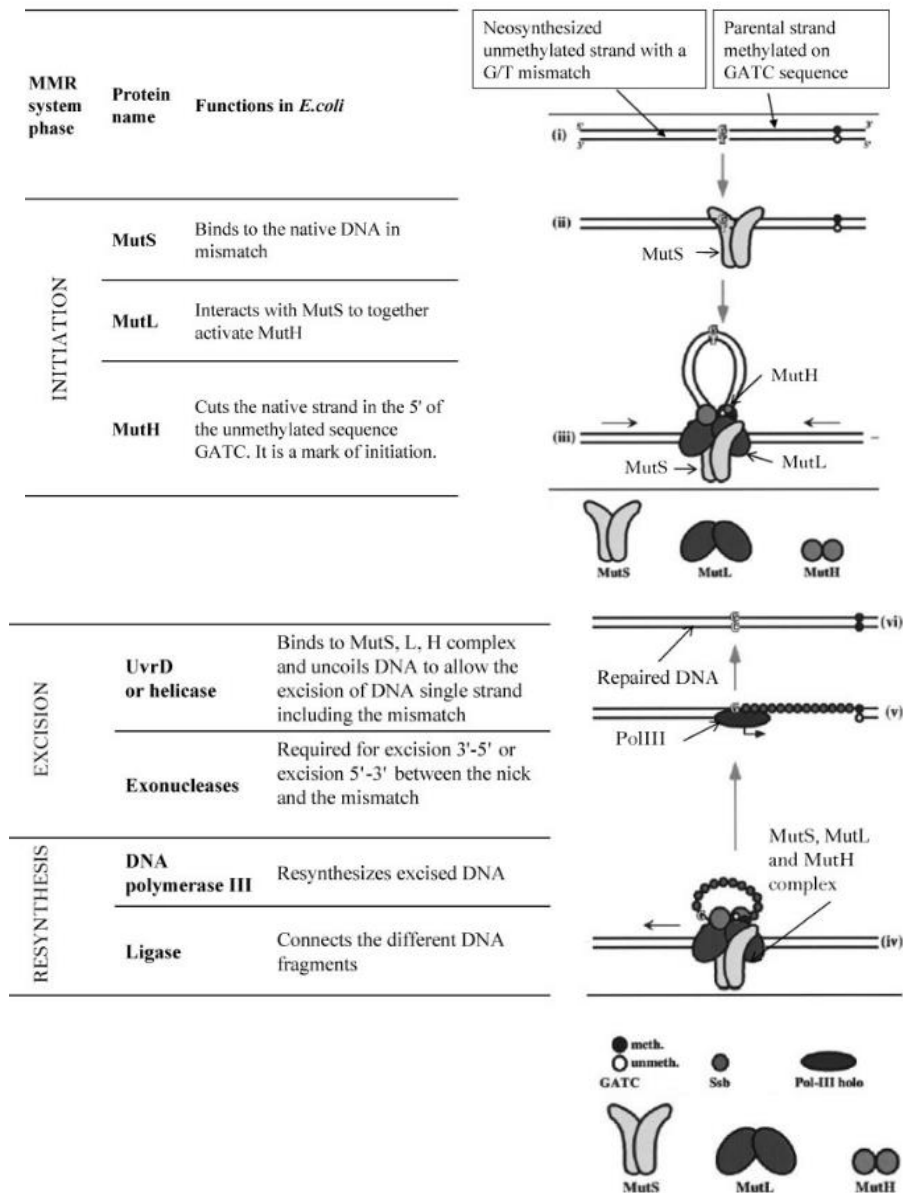 Neosynthesized
unmethylated strand with a
G/T mismatch
Parental strand
methylated on
GATC sequence
MMR
system
phase
Protein
name
Functions in E.coli
(i)
3'
3'
5'
INITIATION
MutS
Binds to the native DNA in
mismatch
(ii)
MutS
MutL
Interacts with MutS to together
activate MutH
MutH
Cuts the native strand in the 5' of
the unmethylated sequence
GATC. It is a mark of initiation.
MutH
(iii)
MutS
MutL
MutS
MutL
MutH
EXCISION
UvrD
or helicase
Binds to MutS, L, H complex
and uncoils DNA to allow the
excision of DNA single strand
including the mismatch
Exonucleases
Required for excision 3'-5' or
excision 5'-3' between the nick
and the mismatch
(vi)
Repaired DNA
(v)
PolIII
RESYNTHESIS
DNA
polymerase III
Resynthesizes excised DNA
Ligase
Connects the different DNA
fragments
MutS, MutL
and MutH
complex
(iv)
meth.
unmeth.
GATC
Ssb
Pol-III holo
MutS
MutL
MutH